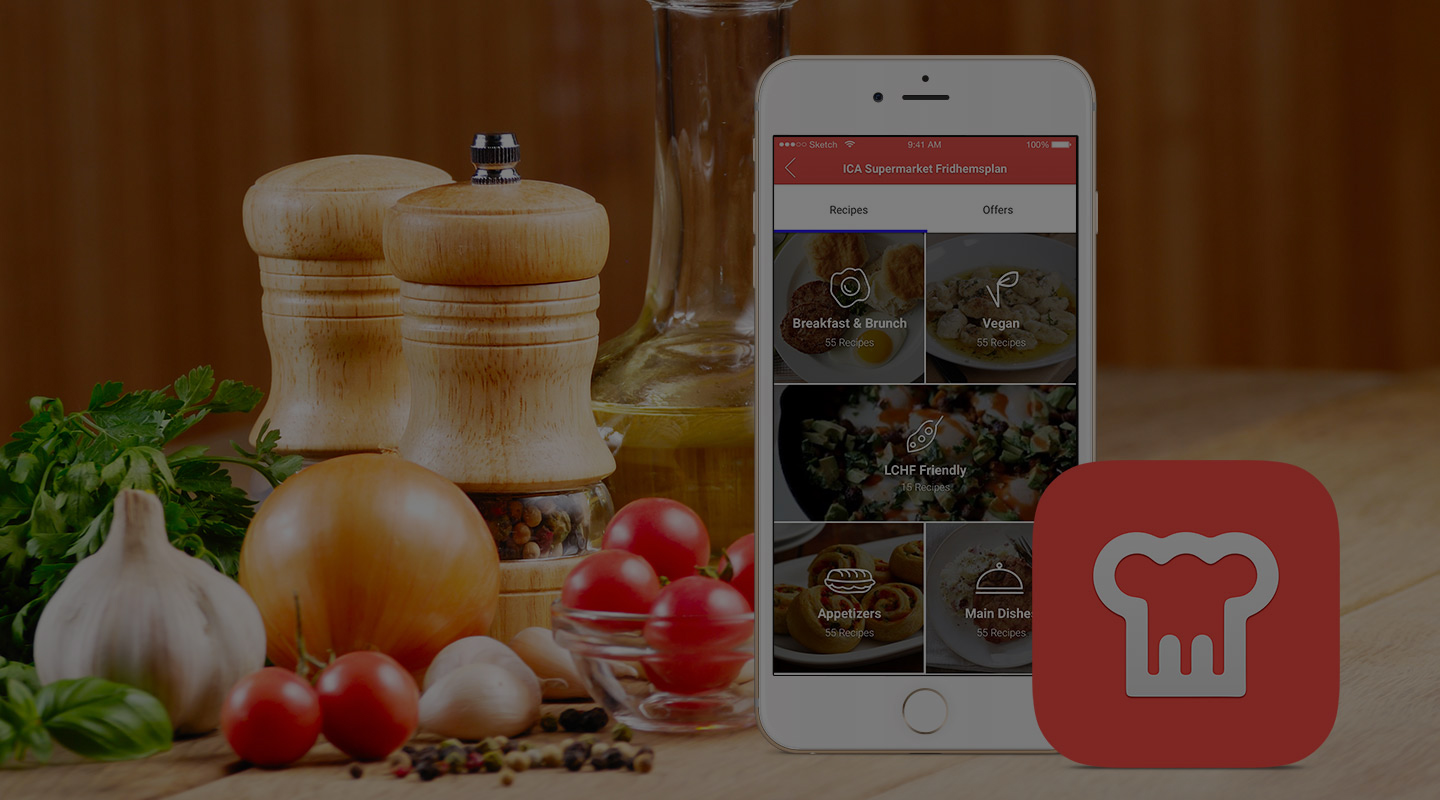 Sketch 9:41 AM 100%
ICA Supermarket Fridhemsplan
Recipes Offers
Breakfast & Brunch
55 Recipes
Vegan
55 Recipes
LCHF Friendly
15 Recipes
Appetizers
55 Recipes
Main Dishes
55 Recipes